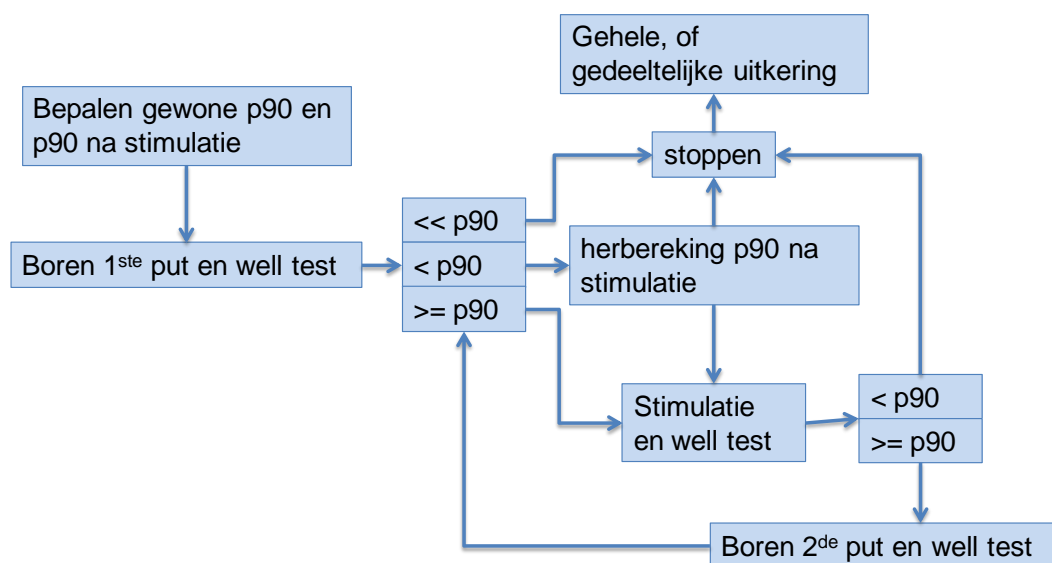 Gehele, of
gedeeltelijke uitkering
Bepalen gewone p90 en
p90 na stimulatie
stoppen
<< p90
< p90
>= p90
Boren 1ste put en well test
herbereking p90 na
stimulatie
Stimulatie
en well test
< p90
>= p90
Boren 2de put en well test